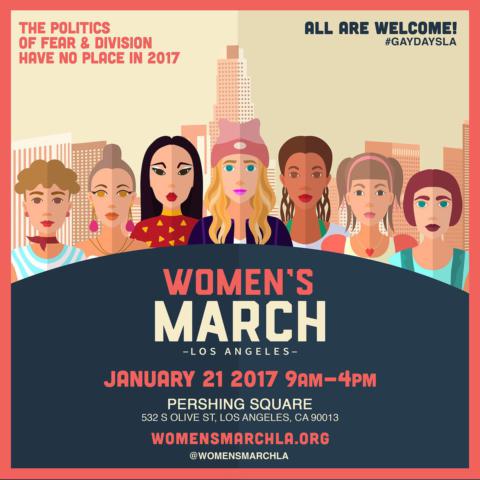 THE POLITICS
OF FEAR & DIVISION
HAVE NO PLACE IN 2017
ALL ARE WELCOME!
#GAYDAYSLA
WOMEN'S
MARCH
–LOS ANGELES–
JANUARY 21 2017 9AM–4PM
PERSHING SQUARE
532 S OLIVE ST, LOS ANGELES, CA 90013
WOMENSMARCHLA.ORG
@WOMENSMARCHLA